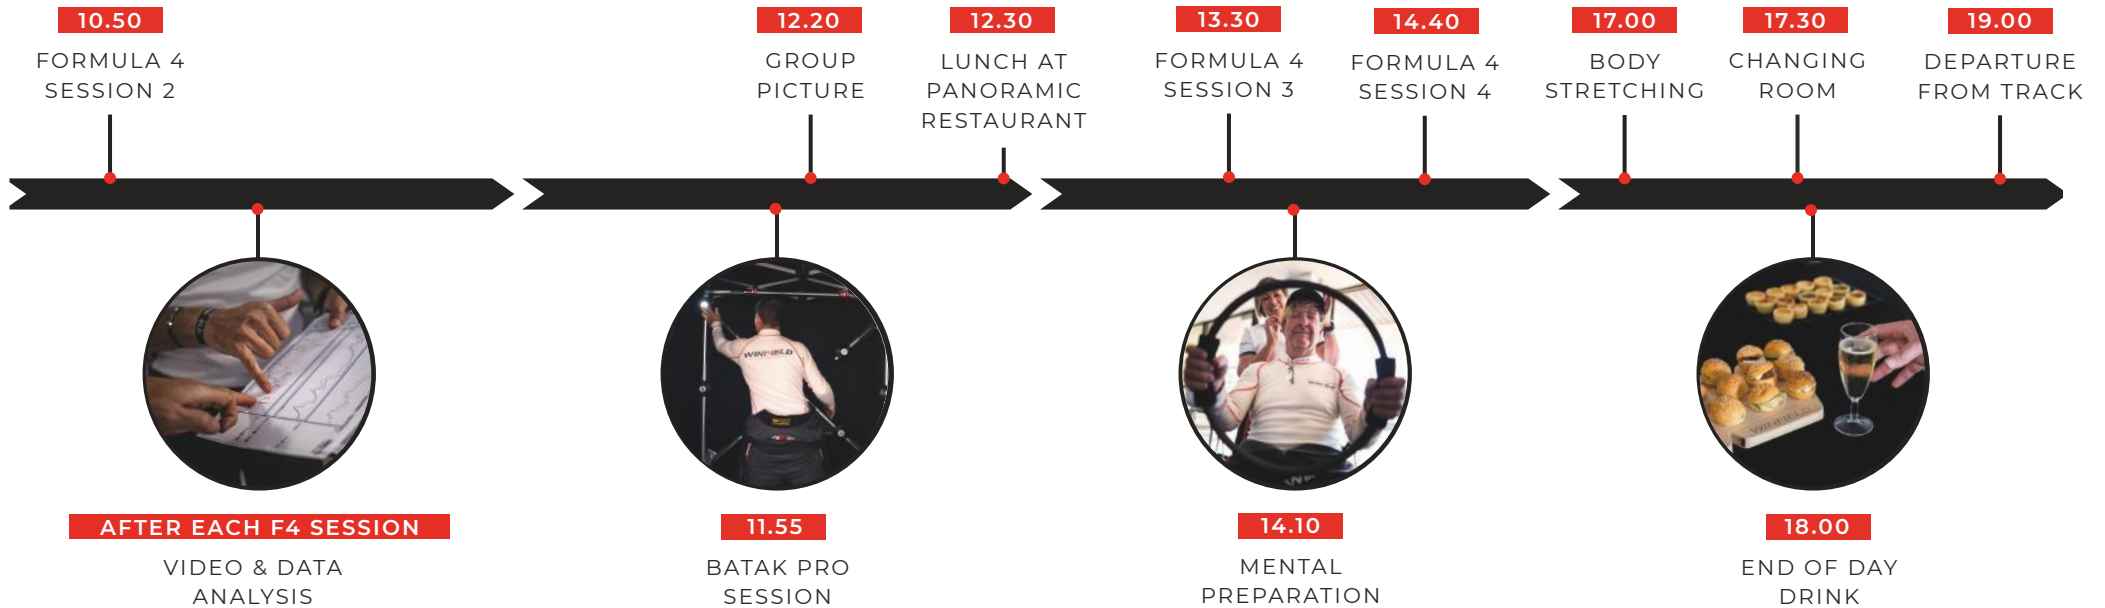 10.50
FORMULA 4
SESSION 2
12.20
GROUP
PICTURE
12.30
LUNCH AT
PANORAMIC
RESTAURANT
13.30
FORMULA 4
SESSION 3
14.40
FORMULA 4
SESSION 4
17.00
BODY
STRETCHING
17.30
CHANGING
ROOM
19.00
DEPARTURE
FROM TRACK
WINFIELD
WINFIELD
AFTER EACH F4 SESSION
VIDEO & DATA
ANALYSIS
11.55
BATAK PRO
SESSION
14.10
MENTAL
PREPARATION
18.00
END OF DAY
DRINK